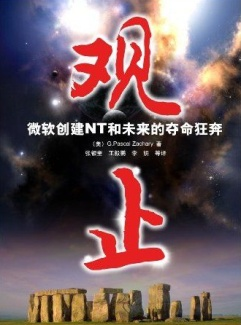 观
微软创建NT和未来的夺命狂奔
(美) G.Pascal Zachary 著
张银奎 王毅鹏 李妍 等译
止